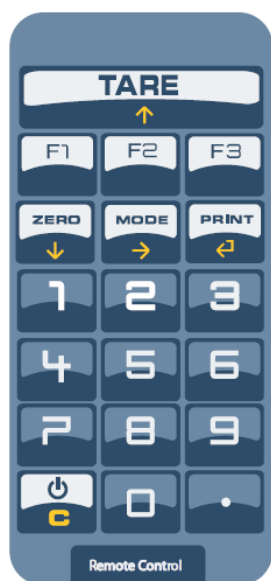 TARE
↑
F1 F2 F3
ZERO MODE PRINT
↓ → ↵
1 2 3
4 5 6
7 8 9
0 .
C
Remote Control